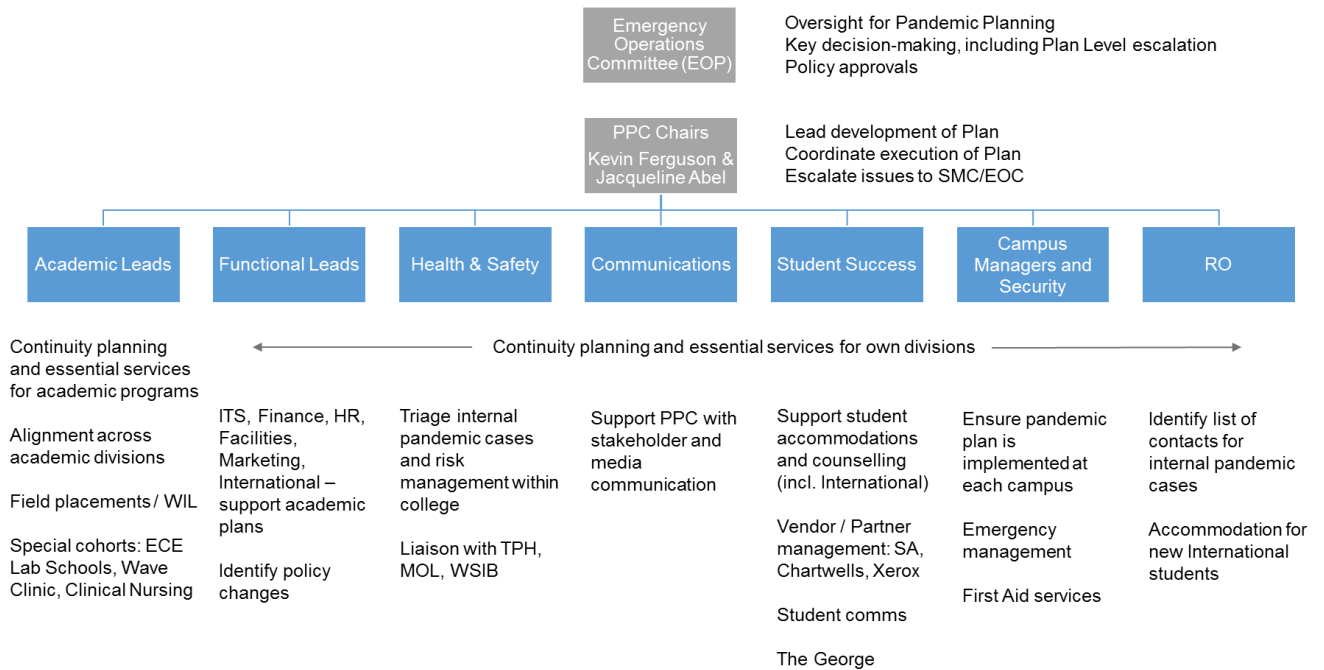 Emergency
Operations
Committee (EOP)
Oversight for Pandemic Planning
Key decision-making, including Plan Level escalation
Policy approvals
PPC Chairs
Kevin Ferguson &
Jacqueline Abel
Lead development of Plan
Coordinate execution of Plan
Escalate issues to SMC/EOC
Academic Leads
Functional Leads
Health & Safety
Communications
Student Success
Campus
Managers and
Security
RO
Continuity planning
and essential services
for academic programs
Alignment across
academic divisions
Field placements / WIL
Special cohorts: ECE
Lab Schools, Wave
Clinic, Clinical Nursing
Continuity planning and essential services for own divisions
ITS, Finance, HR,
Facilities,
Marketing,
International –
support academic
plans
Identify policy
changes
Triage internal
pandemic cases
and risk
management within
college
Liaison with TPH,
MOL, WSIB
Support PPC with
stakeholder and
media
communication
Support student
accommodations
and counselling
(incl. International)
Vendor / Partner
management: SA,
Chartwells, Xerox
Student comms
The George
Ensure pandemic
plan is
implemented at
each campus
Emergency
management
First Aid services
Identify list of
contacts for
internal pandemic
cases
Accommodation for
new International
students